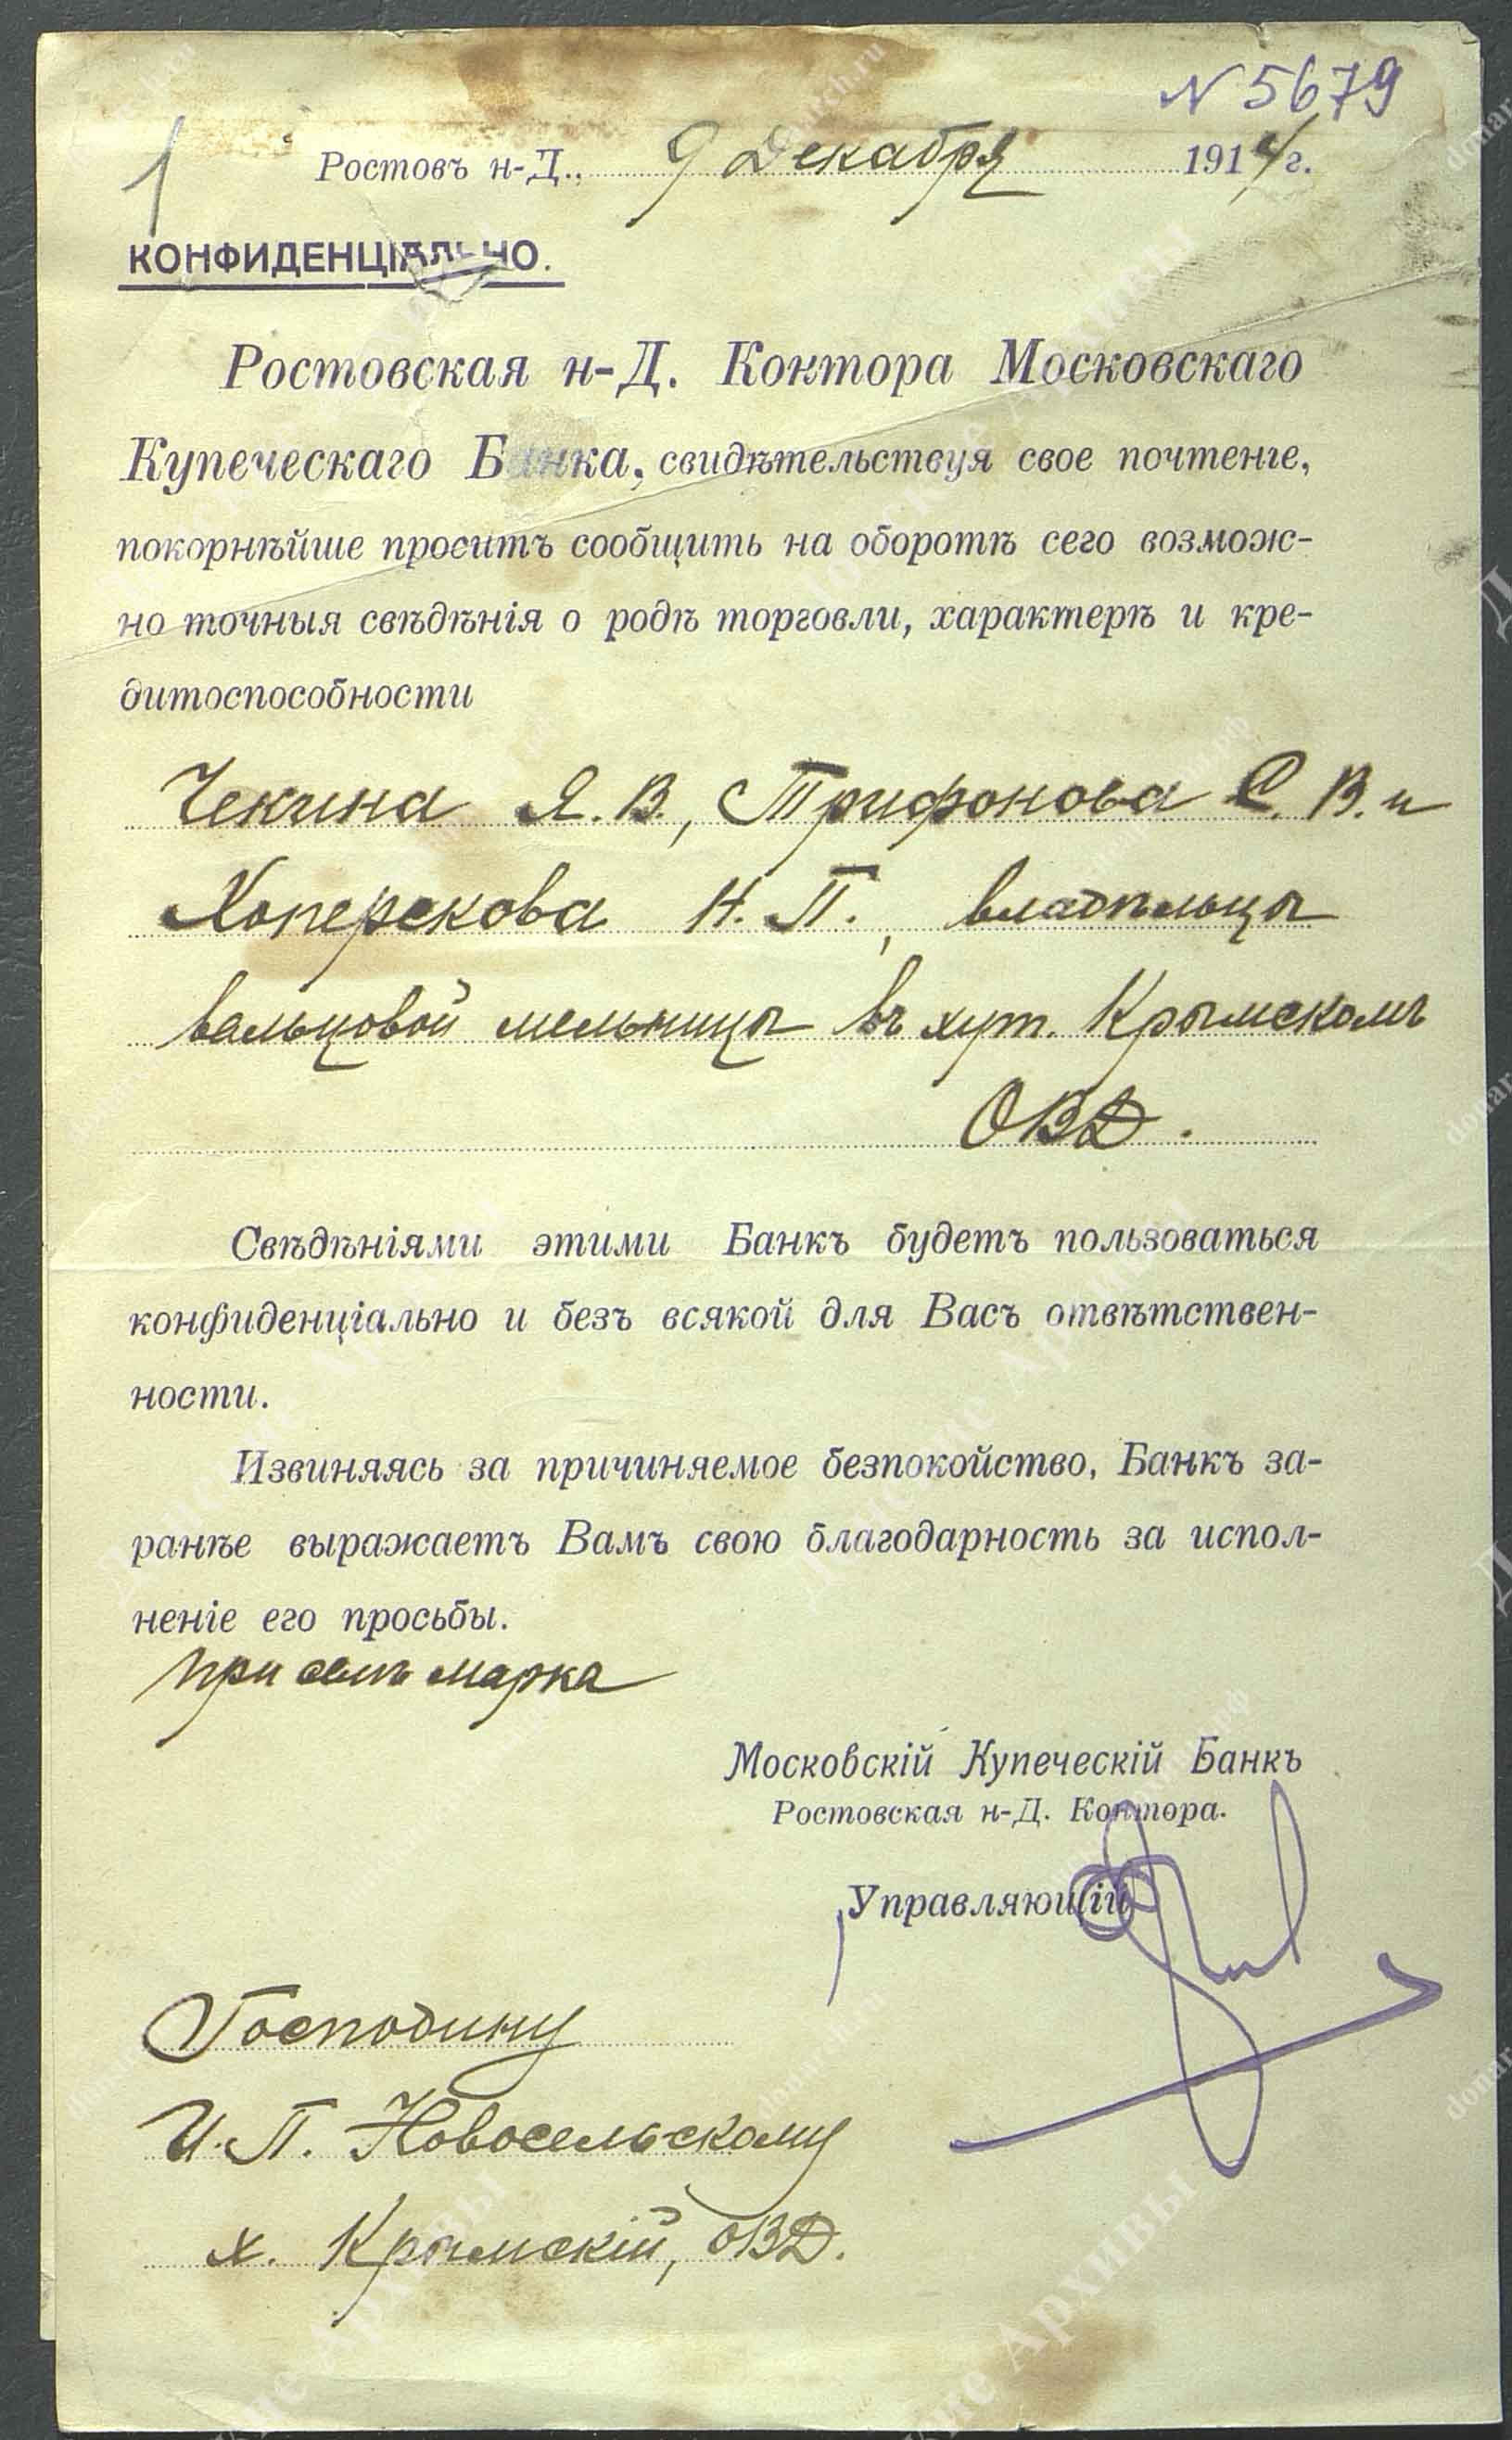 N 5679
1
Ростовъ н-Д., 9 Декабря 1914 г.
КОНФИДЕНЦІАЛЬНО.
Ростовская н-Д. Контора Московскаго
Купеческаго Банка, свидѣтельствуя свое почтеніе,
покорнѣйше проситъ сообщить на оборотѣ сего возмож-
но точныя свѣдѣнія о родѣ торговли, характерѣ и кре-
дитоспособности
Чекина Я. В., Трифонова С. В. и
Хоперскова Н. П., владѣльцы
вальцовой мельницы въ хут. Крымскомъ
ОВД.
Свѣдѣніями этими Банкъ будетъ пользоваться
конфиденціально и безъ всякой для Васъ отвѣтствен-
ности.
Извиняясь за причиняемое безпокойство, Банкъ за-
ранѣе выражаетъ Вамъ свою благодарность за испол-
неніе его просьбы.
при семъ марка
Московскій Купеческій Банкъ
Ростовская н-Д. Контора.
Управляющій
Господину
И. П. Новосельскому
х. Крымскій, ОВД.